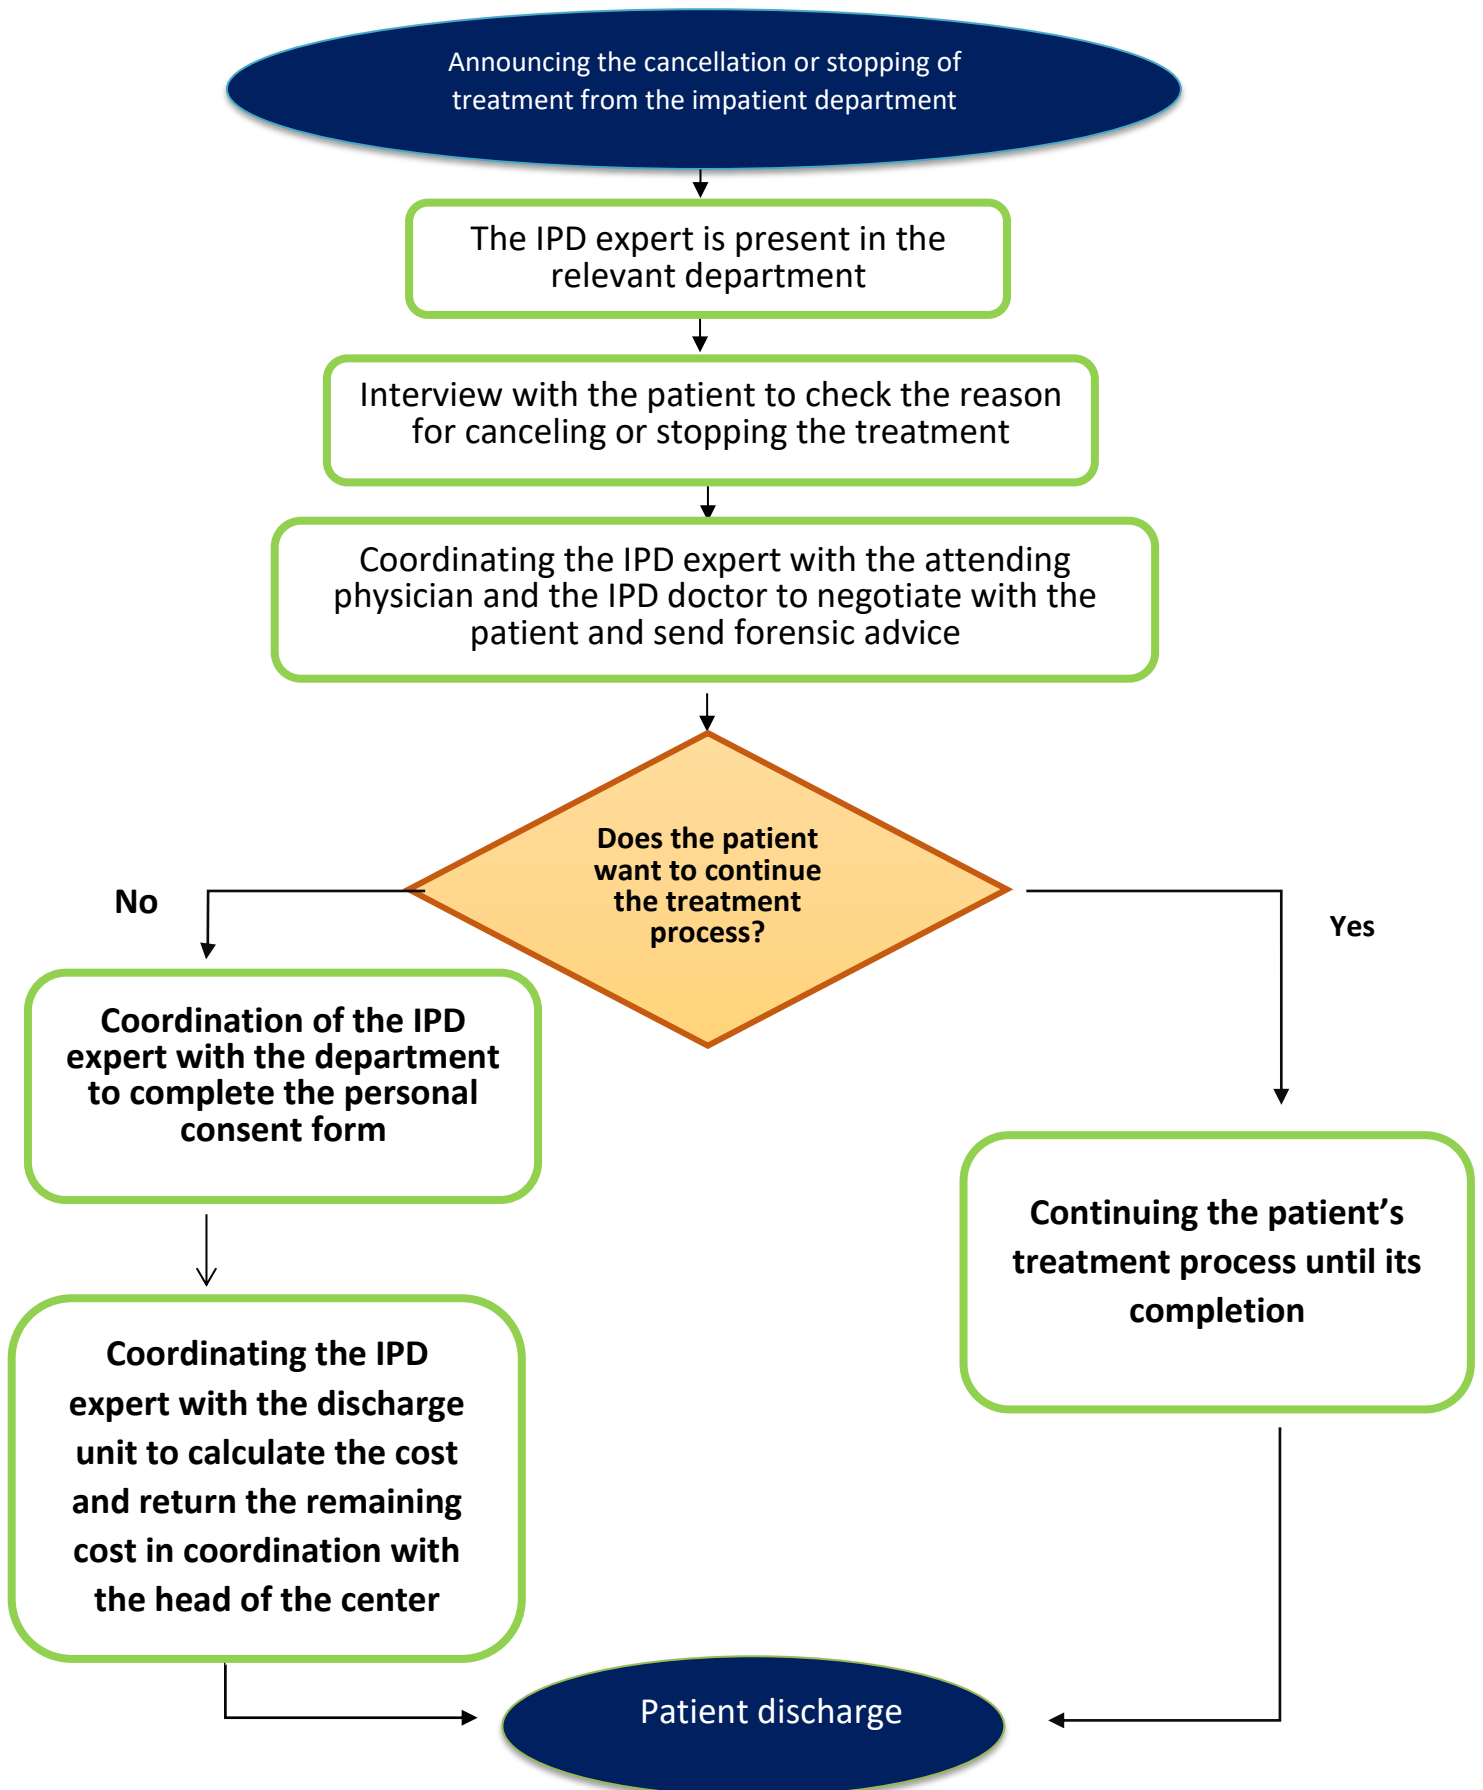 Announcing the cancellation or stopping of
treatment from the impatient department
The IPD expert is present in the
relevant department
Interview with the patient to check the reason
for canceling or stopping the treatment
Coordinating the IPD expert with the attending
physician and the IPD doctor to negotiate with the
patient and send forensic advice
Does the patient
want to continue
the treatment
process?
No
Yes
Coordination of the IPD
expert with the department
to complete the personal
consent form
Continuing the patient’s
treatment process until its
completion
Coordinating the IPD
expert with the discharge
unit to calculate the cost
and return the remaining
cost in coordination with
the head of the center
Patient discharge